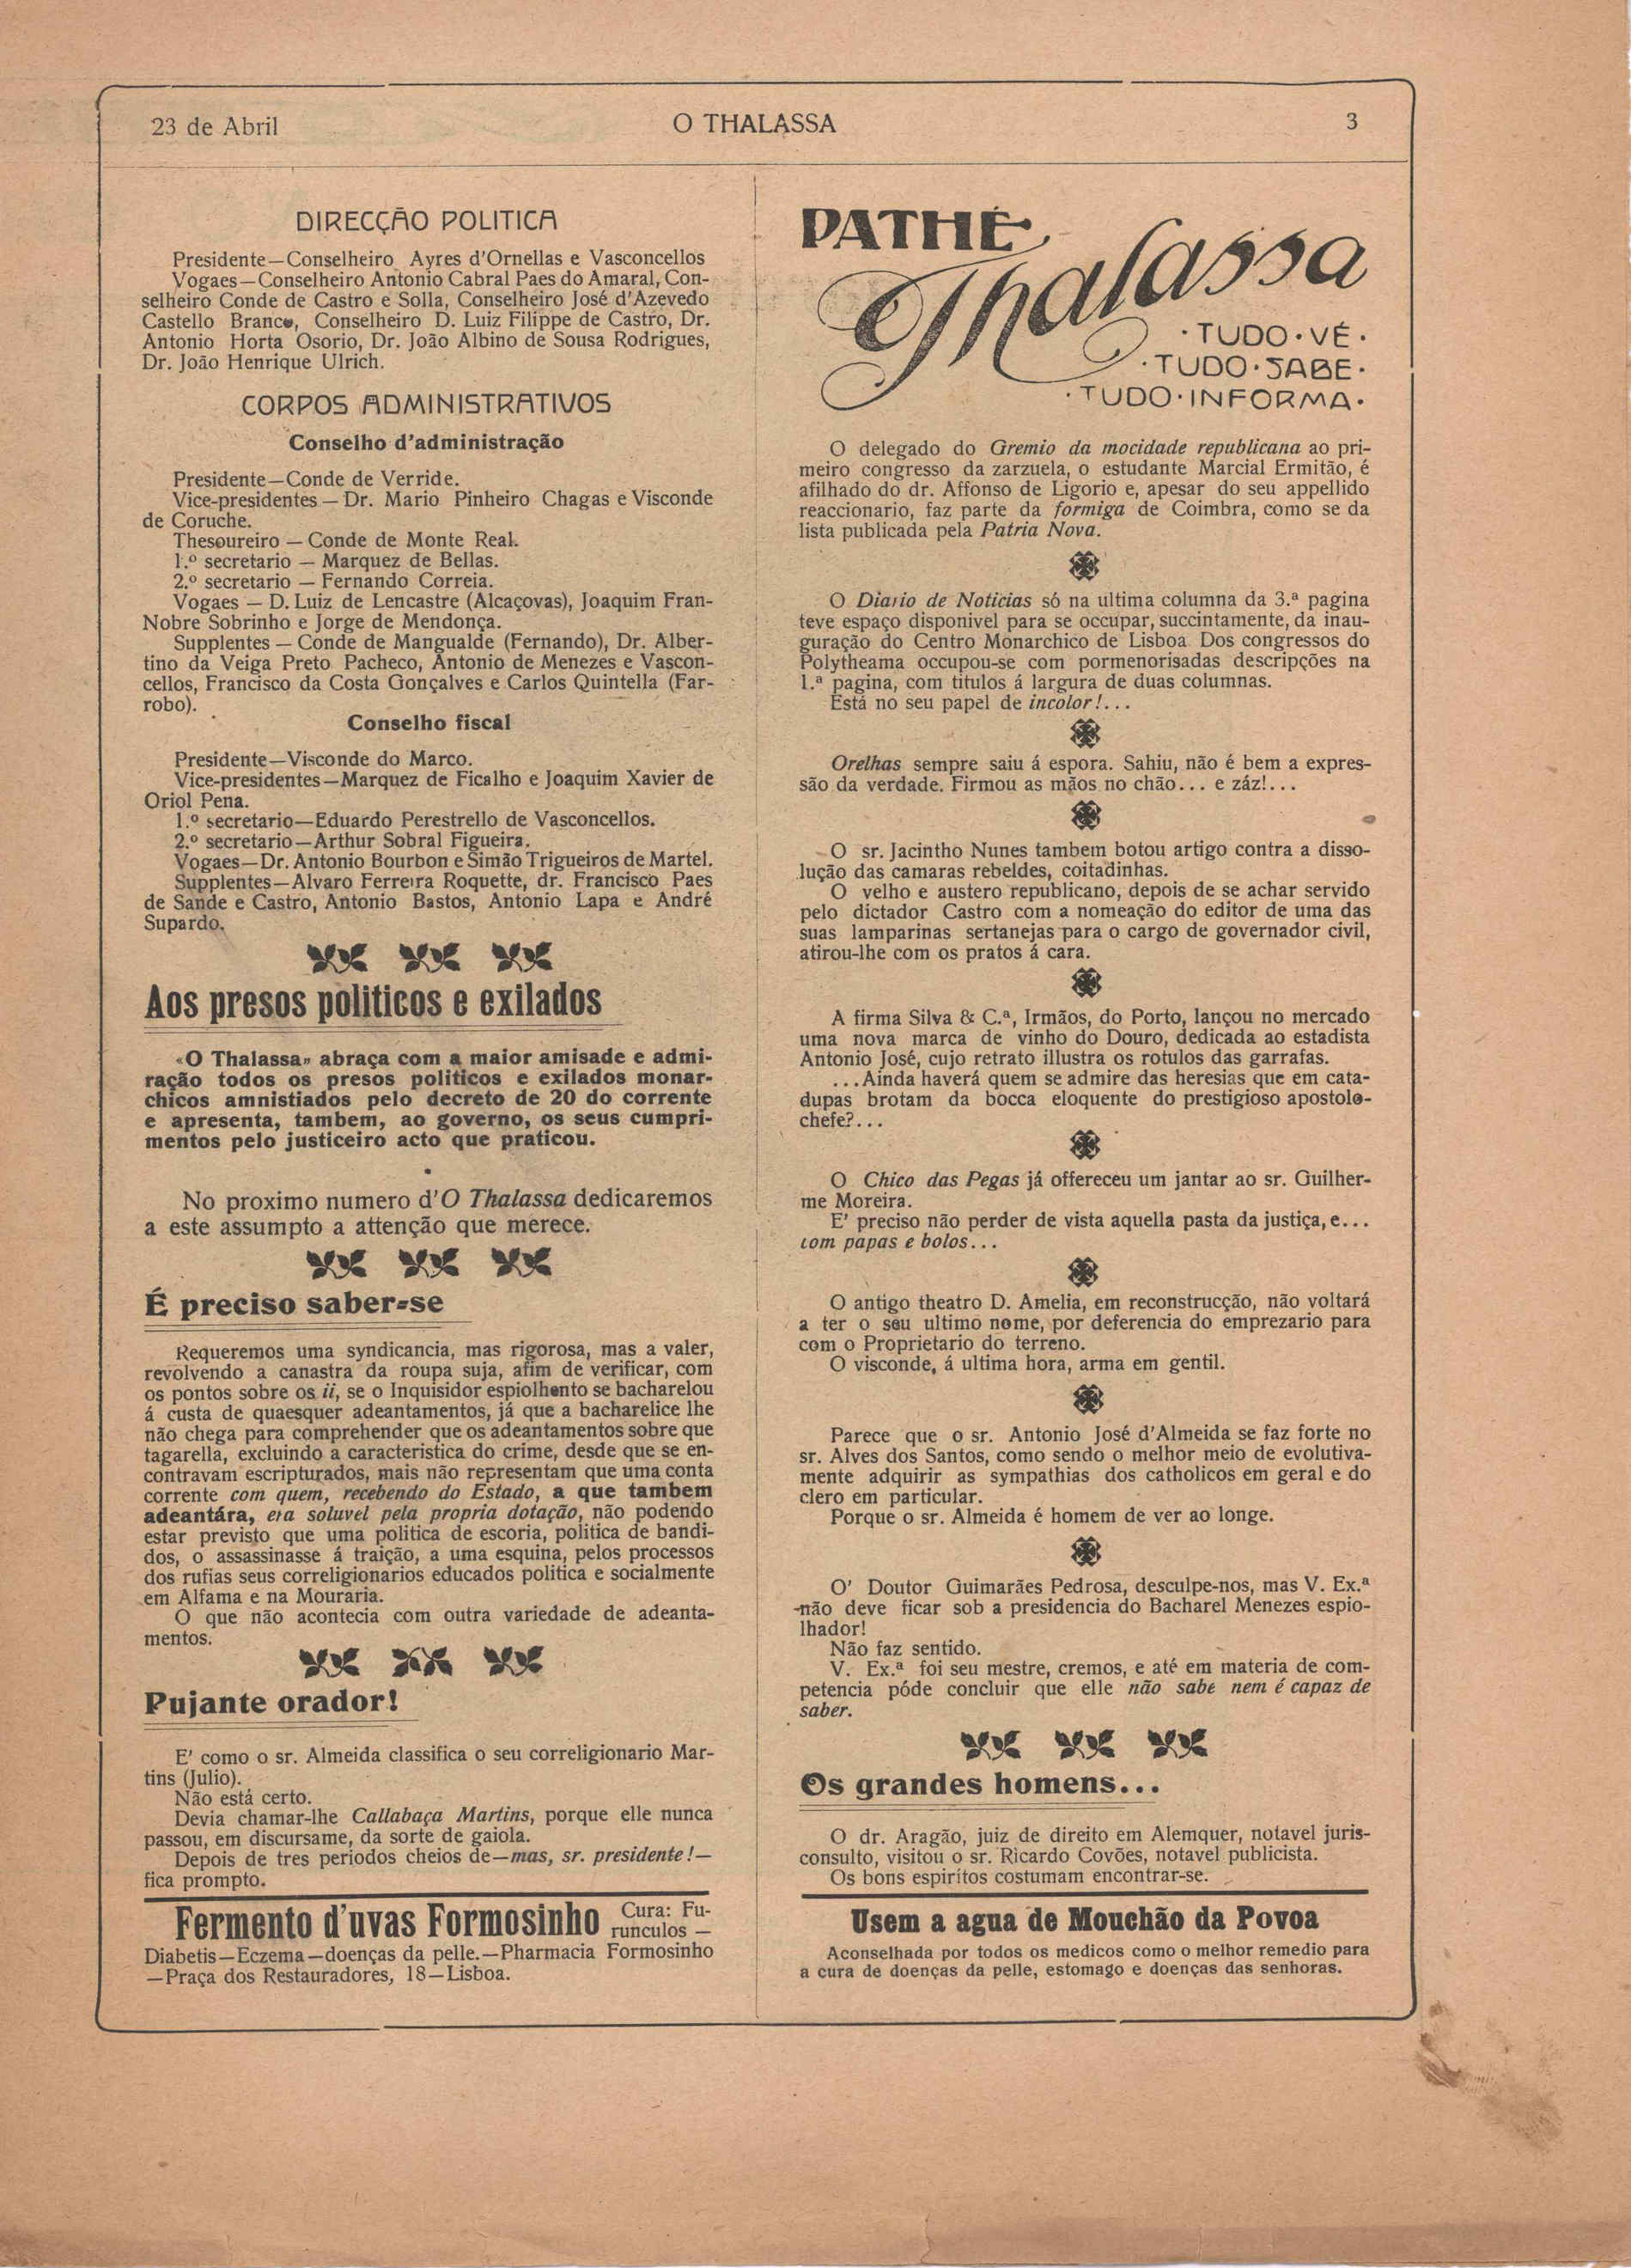 23 de Abril
O THALASSA
3
DIRECÇÃO POLITICA
Presidente—Conselheiro Ayres d'Ornellas e Vasconcellos
Vogaes—Conselheiro Antonio Cabral Paes do Amaral, Con-
selheiro Conde de Castro e Solla, Conselheiro José d'Azevedo
Castello Branco, Conselheiro D. Luiz Filippe de Castro, Dr.
Antonio Horta Osorio, Dr. João Albino de Sousa Rodrigues,
Dr. João Henrique Ulrich.
CORPOS ADMINISTRATIVOS
Conselho d'administração
Presidente—Conde de Verride.
Vice-presidentes — Dr. Mario Pinheiro Chagas e Visconde
de Coruche.
Thesoureiro — Conde de Monte Real.
1.º secretario — Marquez de Bellas.
2.º secretario — Fernando Correia.
Vogaes — D. Luiz de Lencastre (Alcaçovas), Joaquim Fran-
Nobre Sobrinho e Jorge de Mendonça.
Supplentes — Conde de Mangualde (Fernando), Dr. Alber-
tino da Veiga Preto Pacheco, Antonio de Menezes e Vascon-
cellos, Francisco da Costa Gonçalves e Carlos Quintella (Far-
robo).
Conselho fiscal
Presidente—Visconde do Marco.
Vice-presidentes—Marquez de Ficalho e Joaquim Xavier de
Oriol Pena.
1.º secretario—Eduardo Perestrello de Vasconcellos.
2.º secretario—Arthur Sobral Figueira.
Vogaes—Dr. Antonio Bourbon e Simão Trigueiros de Martel.
Supplentes—Alvaro Ferreira Roquette, dr. Francisco Paes
de Sande e Castro, Antonio Bastos, Antonio Lapa e André
Supardo.
Aos presos politicos e exilados
«O Thalassa» abraça com a maior amisade e admi-
ração todos os presos politicos e exilados monar-
chicos amnistiados pelo decreto de 20 do corrente
e apresenta, tambem, ao governo, os seus cumpri-
mentos pelo justiceiro acto que praticou.
No proximo numero d'O Thalassa dedicaremos
a este assumpto a attenção que merece.
É preciso saber-se
Requeremos uma syndicancia, mas rigorosa, mas a valer,
revolvendo a canastra da roupa suja, afim de verificar, com
os pontos sobre os ii, se o Inquisidor espiolhento se bacharelou
á custa de quaesquer adeantamentos, já que a bacharelice lhe
não chega para comprehender que os adeantamentos sobre que
tagarella, excluindo a caracteristica do crime, desde que se en-
contravam escripturados, mais não representam que uma conta
corrente com quem, recebendo do Estado, a que tambem
adeantára, era soluvel pela propria dotação, não podendo
estar previsto que uma politica de escoria, politica de bandi-
dos, o assassinasse á traição, a uma esquina, pelos processos
dos rufias seus correligionarios educados politica e socialmente
em Alfama e na Mouraria.
O que não acontecia com outra variedade de adeanta-
mentos.
Pujante orador!
E' como o sr. Almeida classifica o seu correligionario Mar-
tins (Julio).
Não está certo.
Devia chamar-lhe Callabaça Martins, porque elle nunca
passou, em discursame, da sorte de gaiola.
Depois de tres periodos cheios de—mas, sr. presidente!—
fica prompto.
Fermento d'uvas Formosinho Cura: Fu-
runculos —
Diabetis—Eczema—doenças da pelle.—Pharmacia Formosinho
—Praça dos Restauradores, 18—Lisboa.
PATHÉ
Thalassa
·TUDO·VÉ·
·TUDO·SABE·
·TUDO·INFORMA·
O delegado do Gremio da mocidade republicana ao pri-
meiro congresso da zarzuela, o estudante Marcial Ermitão, é
afilhado do dr. Affonso de Ligorio e, apesar do seu appellido
reaccionario, faz parte da formiga de Coimbra, como se da
lista publicada pela Patria Nova.
O Diario de Noticias só na ultima columna da 3.ª pagina
teve espaço disponivel para se occupar, succintamente, da inau-
guração do Centro Monarchico de Lisboa. Dos congressos do
Polytheama occupou-se com pormenorisadas descripções na
1.ª pagina, com titulos á largura de duas columnas.
Está no seu papel de incolor!...
Orelhas sempre saiu á espora. Sahiu, não é bem a expres-
são da verdade. Firmou as mãos no chão... e záz!...
O sr. Jacintho Nunes tambem botou artigo contra a disso-
lução das camaras rebeldes, coitadinhas.
O velho e austero republicano, depois de se achar servido
pelo dictador Castro com a nomeação do editor de uma das
suas lamparinas sertanejas para o cargo de governador civil,
atirou-lhe com os pratos á cara.
A firma Silva & C.ª, Irmãos, do Porto, lançou no mercado
uma nova marca de vinho do Douro, dedicada ao estadista
Antonio José, cujo retrato illustra os rotulos das garrafas.
...Ainda haverá quem se admire das heresias que em cata-
dupas brotam da bocca eloquente do prestigioso apostolo-
chefe?...
O Chico das Pegas já offereceu um jantar ao sr. Guilher-
me Moreira.
E' preciso não perder de vista aquella pasta da justiça, e...
com papas e bolos...
O antigo theatro D. Amelia, em reconstrucção, não voltará
a ter o seu ultimo nome, por deferencia do emprezario para
com o Proprietario do terreno.
O visconde, á ultima hora, arma em gentil.
Parece que o sr. Antonio José d'Almeida se faz forte no
sr. Alves dos Santos, como sendo o melhor meio de evolutiva-
mente adquirir as sympathias dos catholicos em geral e do
clero em particular.
Porque o sr. Almeida é homem de ver ao longe.
O' Doutor Guimarães Pedrosa, desculpe-nos, mas V. Ex.ª
não deve ficar sob a presidencia do Bacharel Menezes espio-
lhador!
Não faz sentido.
V. Ex.ª foi seu mestre, cremos, e até em materia de com-
petencia póde concluir que elle não sabe nem é capaz de
saber.
Os grandes homens...
O dr. Aragão, juiz de direito em Alemquer, notavel juris-
consulto, visitou o sr. Ricardo Covões, notavel publicista.
Os bons espiritos costumam encontrar-se.
Usem a agua de Mouchão da Povoa
Aconselhada por todos os medicos como o melhor remedio para
a cura de doenças da pelle, estomago e doenças das senhoras.